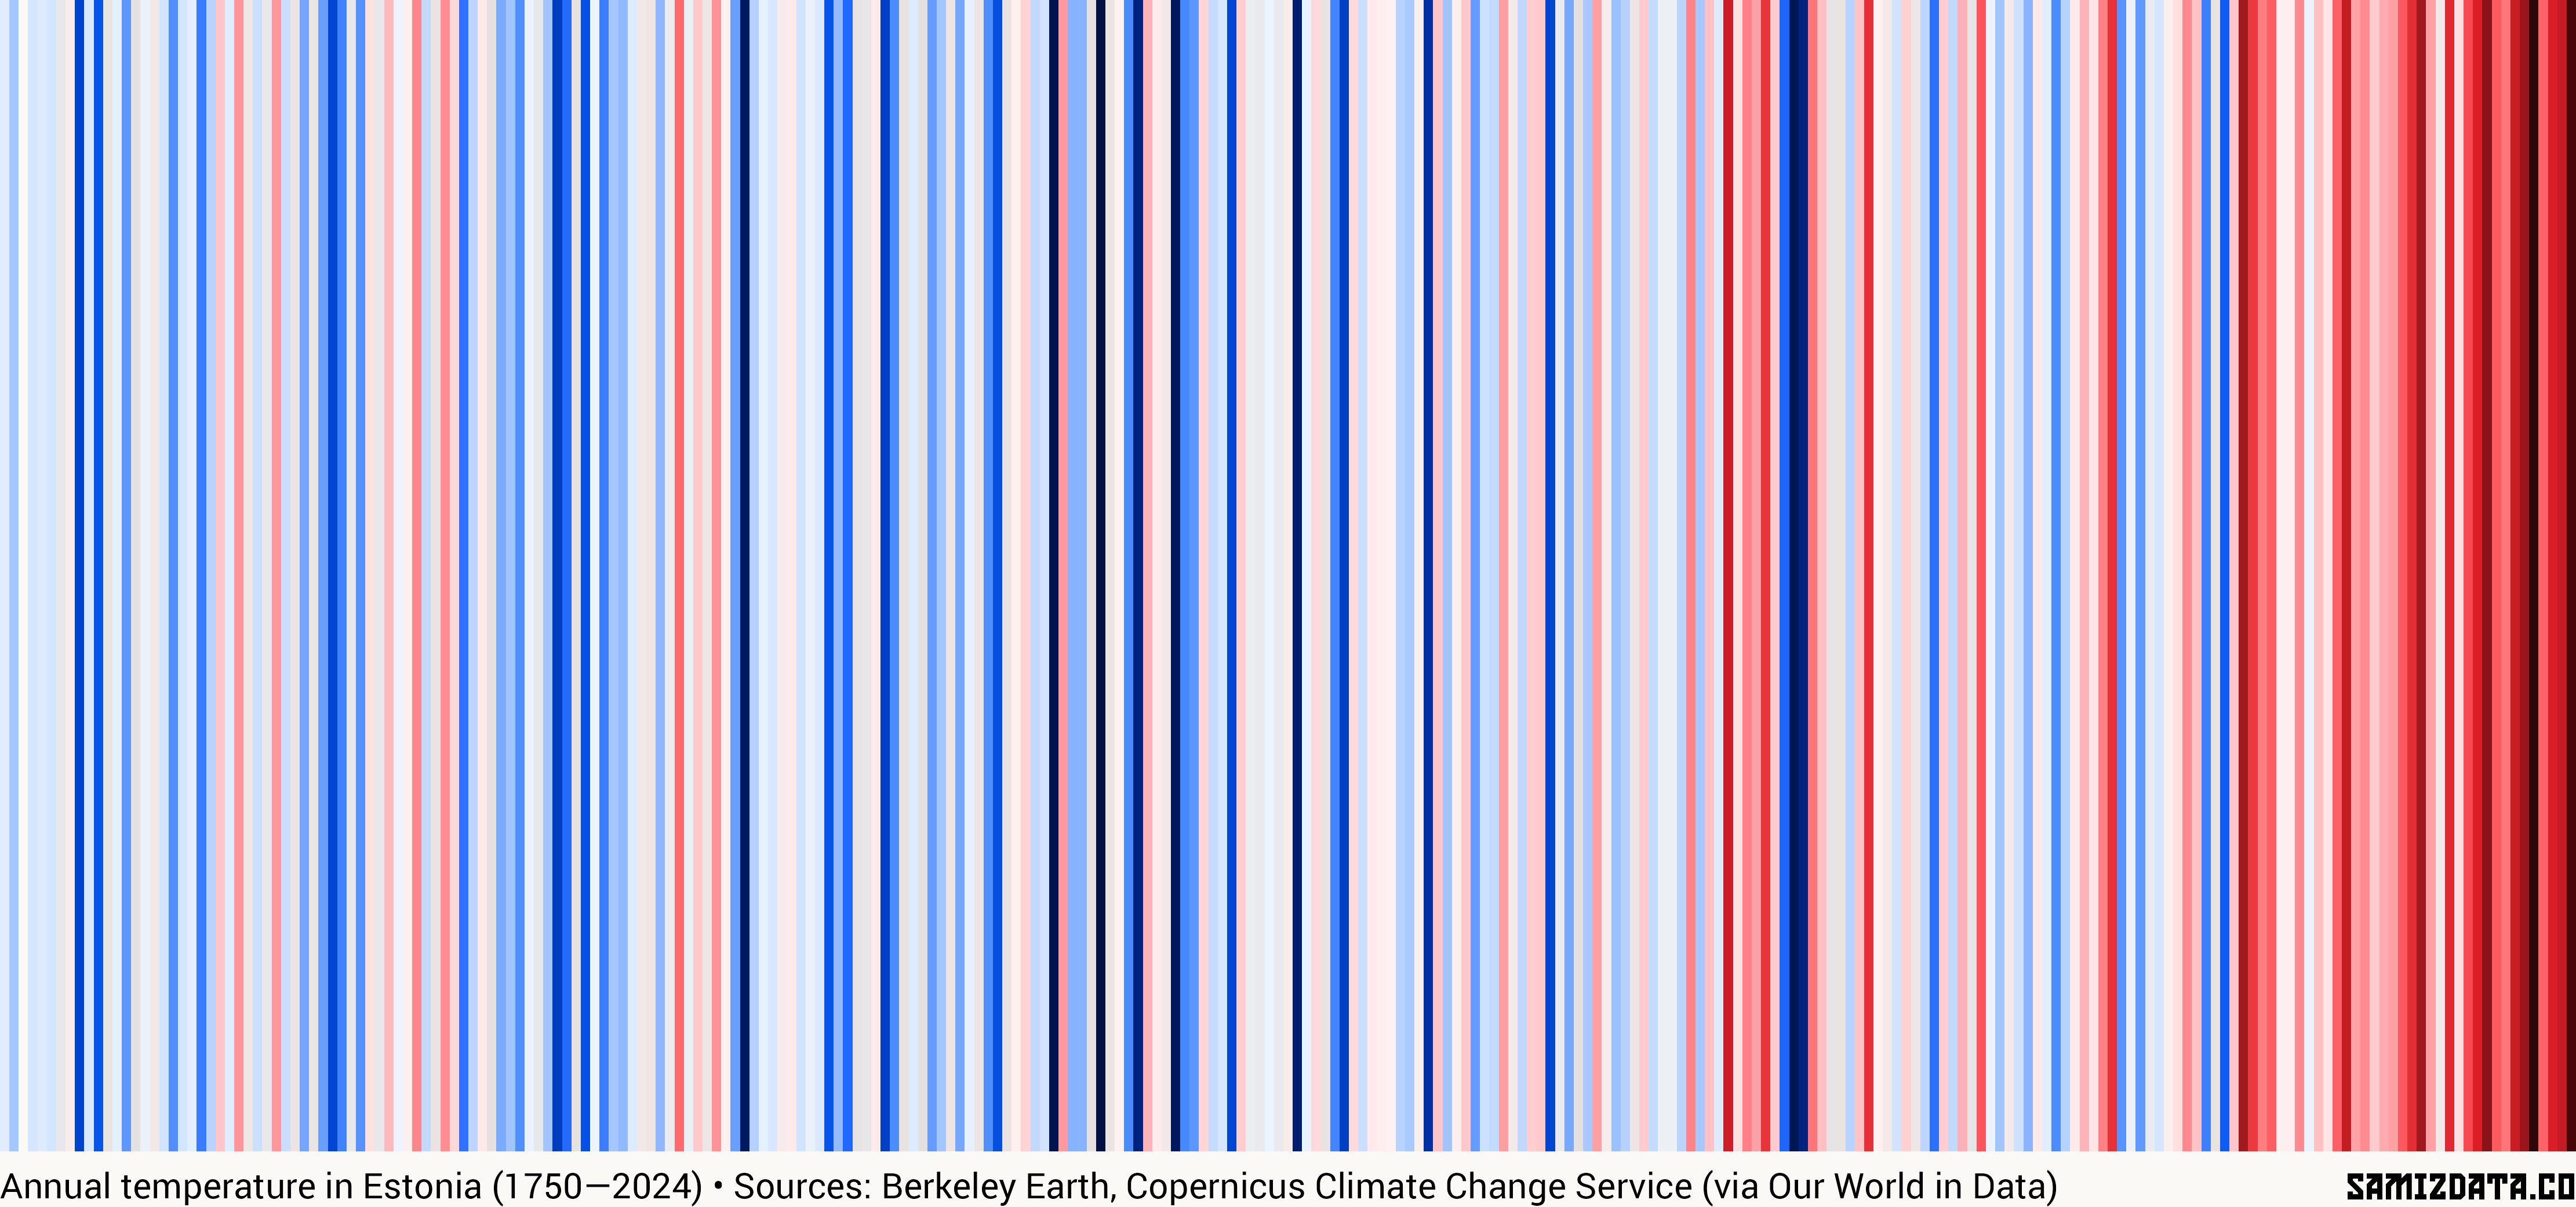 Annual temperature in Estonia (1750—2024) • Sources: Berkeley Earth, Copernicus Climate Change Service (via Our World in Data)
SAMIZDATA.CO